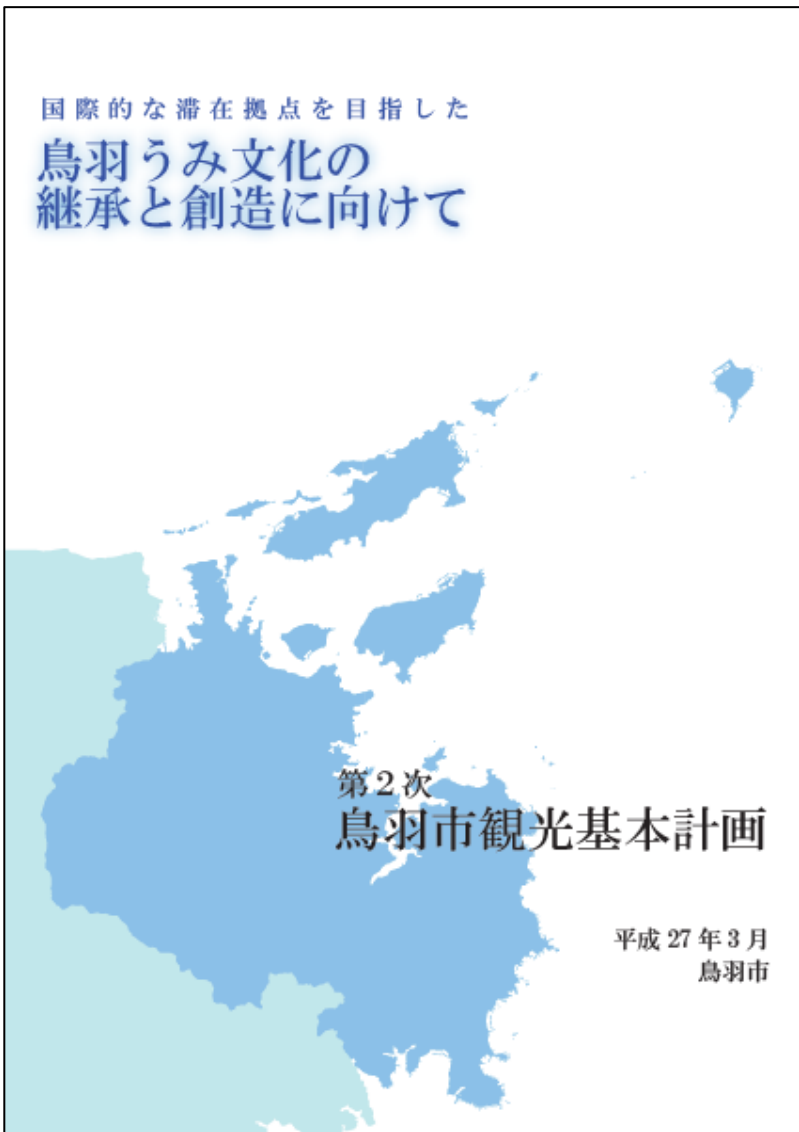 国際的な滞在拠点を目指した
鳥羽うみ文化の
継承と創造に向けて
第2次
鳥羽市観光基本計画
平成 27 年 3 月
鳥羽市